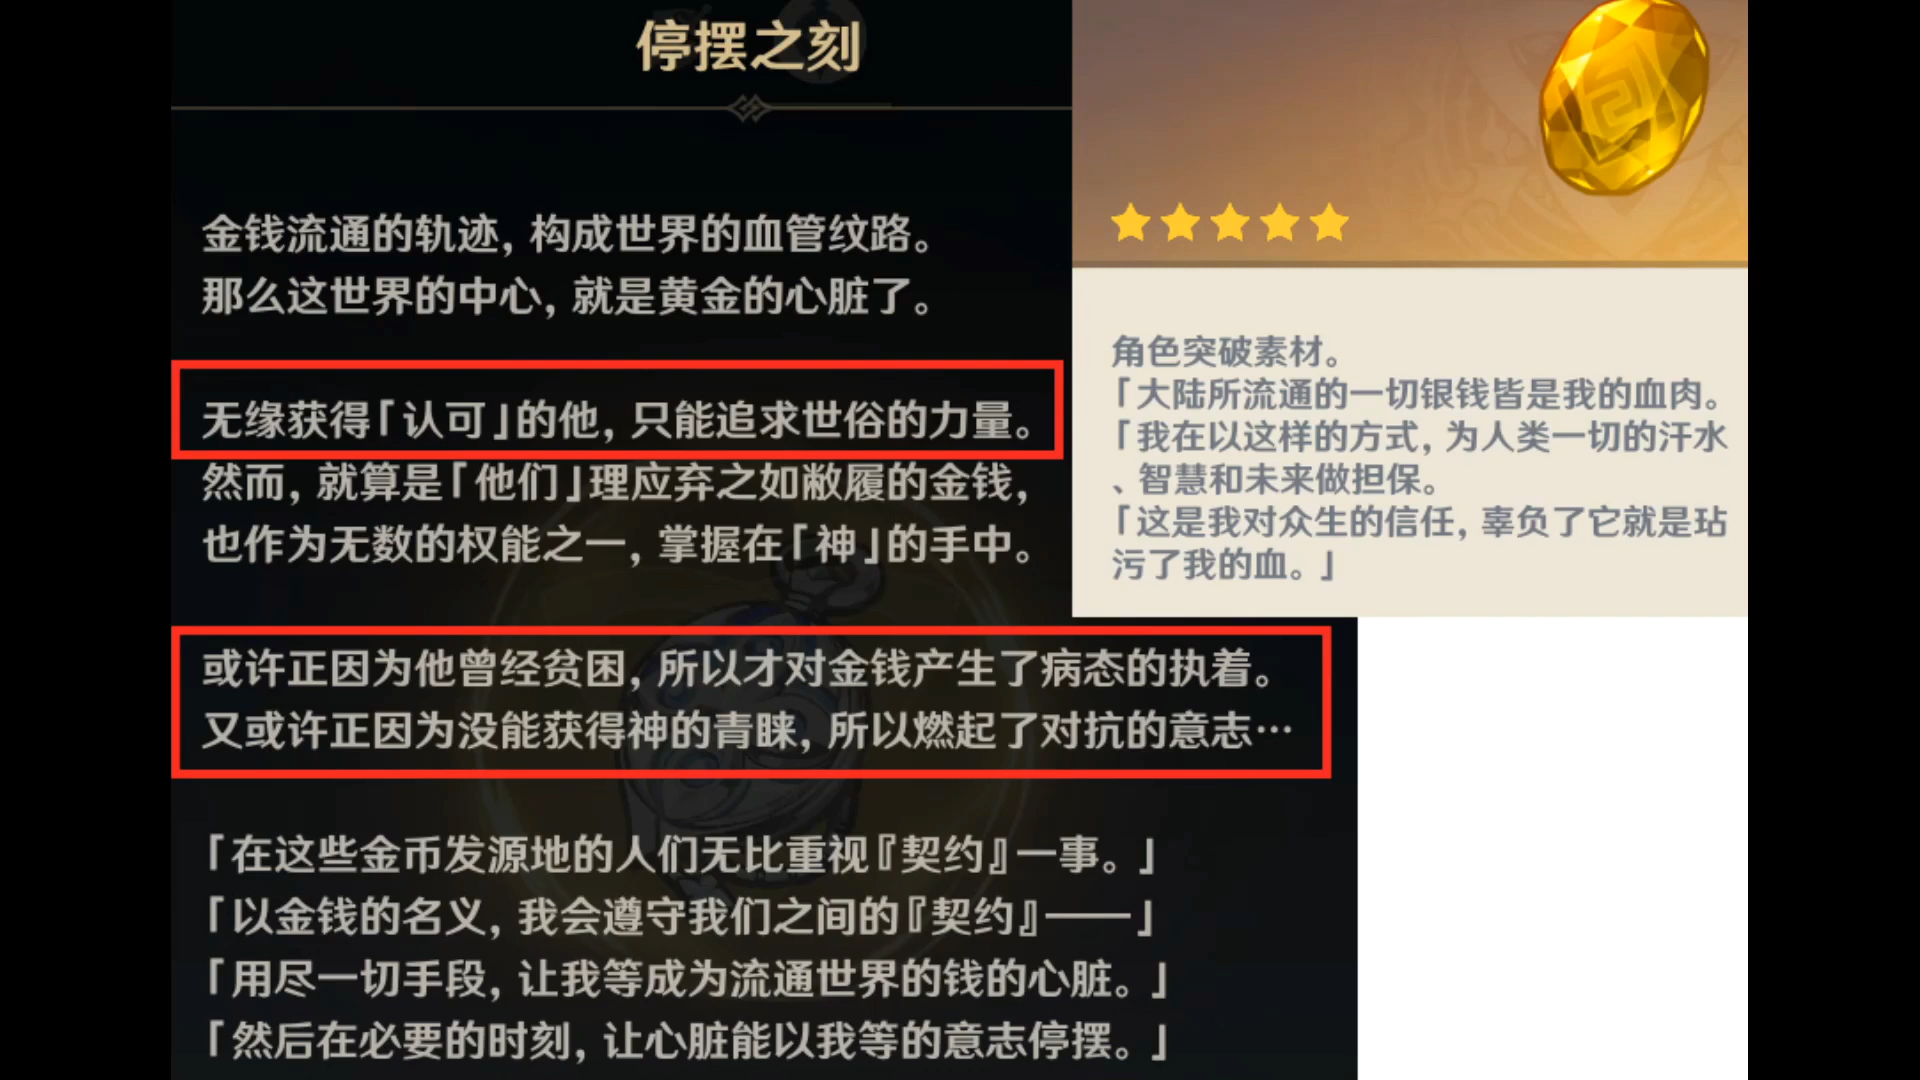 停摆之刻
金钱流通的轨迹，构成世界的血管纹路。
那么这世界的中心，就是黄金的心脏了。
无缘获得「认可」的他，只能追求世俗的力量。
然而，就算是「他们」理应弃之如敝履的金钱，
也作为无数的权能之一，掌握在「神」的手中。
或许正因为他曾经贫困，所以才对金钱产生了病态的执着。
又或许正因为没能获得神的青睐，所以燃起了对抗的意志…
「在这些金币发源地的人们无比重视『契约』一事。」
「以金钱的名义，我会遵守我们之间的『契约』——」
「用尽一切手段，让我等成为流通世界的钱的心脏。」
「然后在必要的时刻，让心脏能以我等的意志停摆。」
角色突破素材。
「大陆所流通的一切银钱皆是我的血肉。
「我在以这样的方式，为人类一切的汗水
、智慧和未来做担保。
「这是我对众生的信任，辜负了它就是玷
污了我的血。」